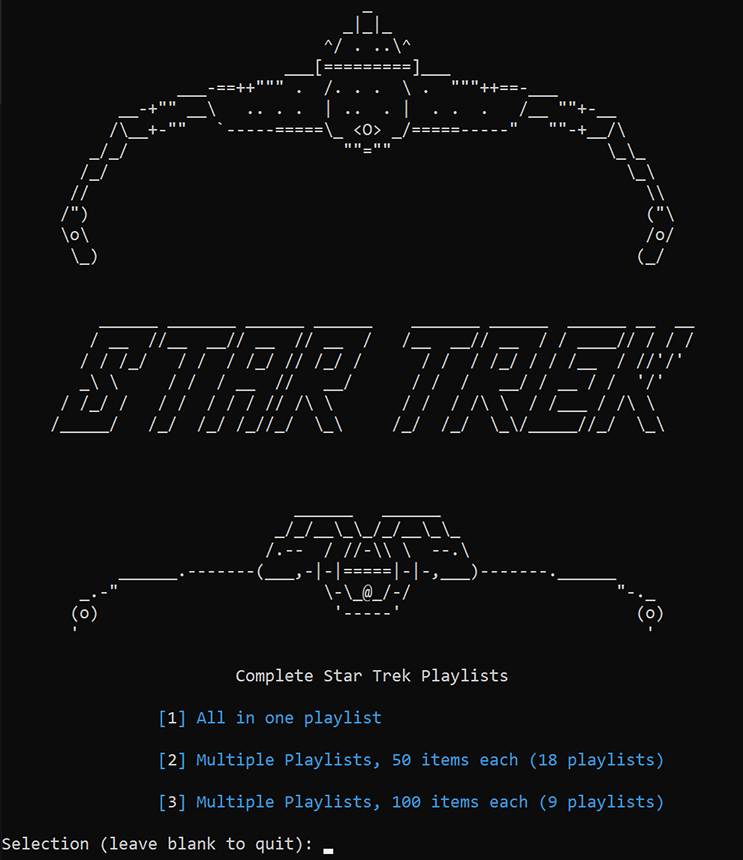 STAR TREK
Complete Star Trek Playlists
[1] All in one playlist
[2] Multiple Playlists, 50 items each (18 playlists)
[3] Multiple Playlists, 100 items each (9 playlists)
Selection (leave blank to quit):